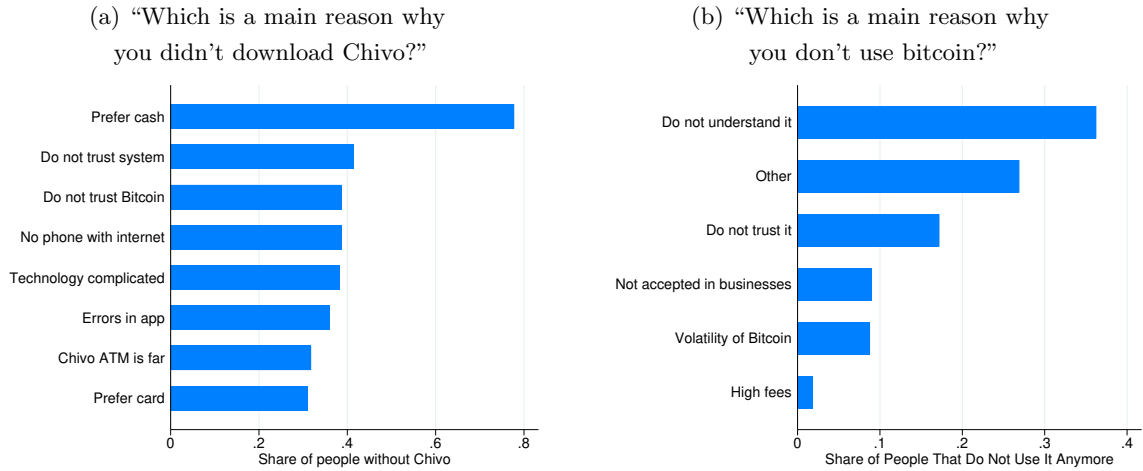 (a) “Which is a main reason why
you didn’t download Chivo?”
Prefer cash
Do not trust system
Do not trust Bitcoin
No phone with internet
Technology complicated
Errors in app
Chivo ATM is far
Prefer card
0 .2 .4 .6 .8
Share of people without Chivo
(b) “Which is a main reason why
you don’t use bitcoin?”
Do not understand it
Other
Do not trust it
Not accepted in businesses
Volatility of Bitcoin
High fees
0 .1 .2 .3 .4
Share of People That Do Not Use It Anymore